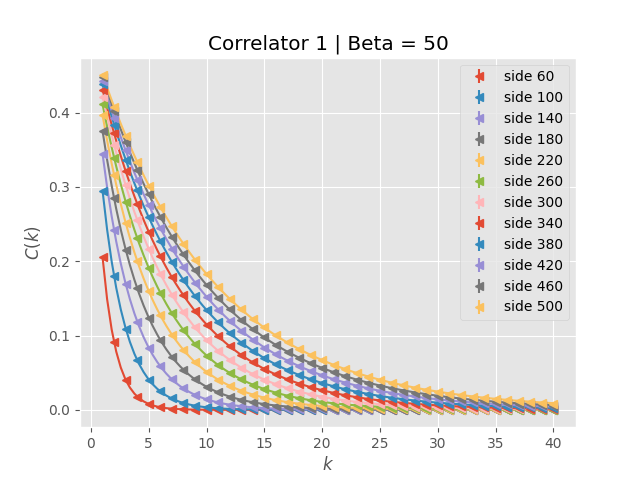 Correlator 1 | Beta = 50
C(k)
0.4
0.3
0.2
0.1
0.0
0 5 10 15 20 25 30 35 40
k
side 60
side 100
side 140
side 180
side 220
side 260
side 300
side 340
side 380
side 420
side 460
side 500